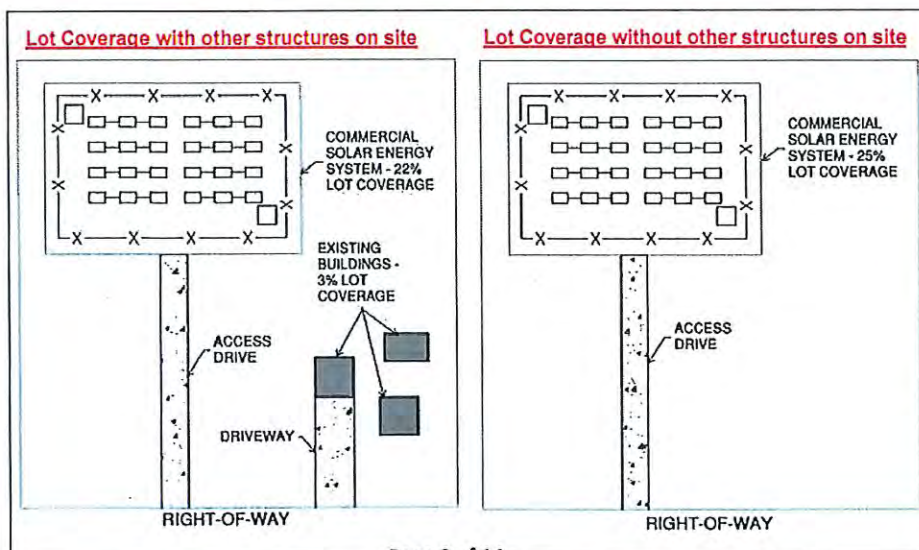 Lot Coverage with other structures on site
COMMERCIAL
SOLAR ENERGY
SYSTEM - 22%
LOT COVERAGE
EXISTING
BUILDINGS -
3% LOT
COVERAGE
ACCESS
DRIVE
DRIVEWAY
RIGHT-OF-WAY
Lot Coverage without other structures on site
COMMERCIAL
SOLAR ENERGY
SYSTEM - 25%
LOT COVERAGE
ACCESS
DRIVE
RIGHT-OF-WAY